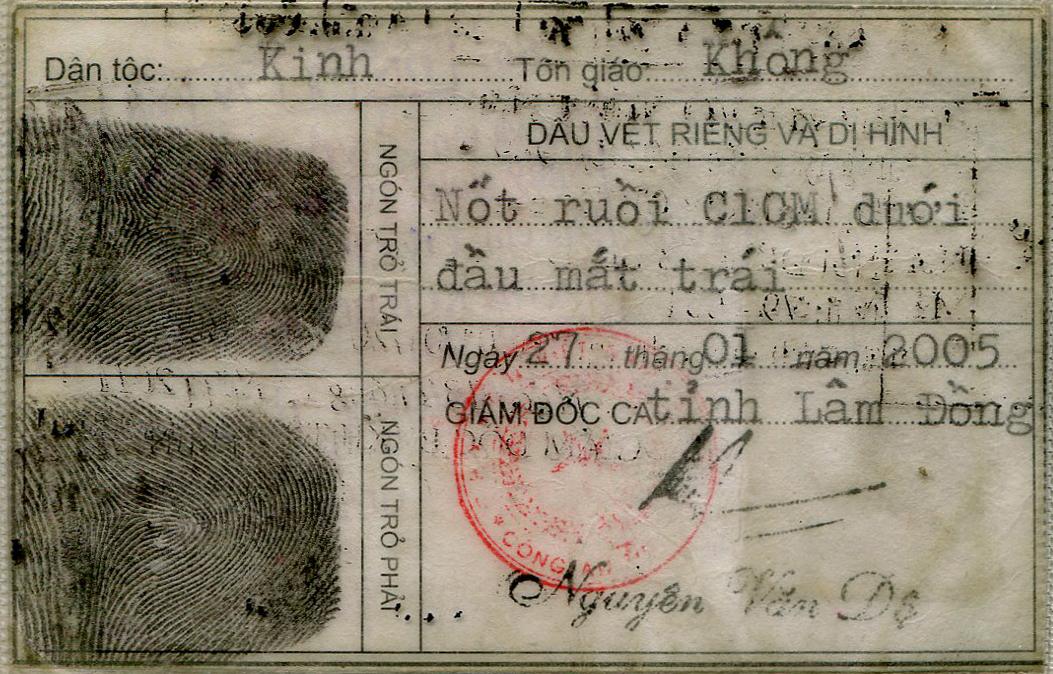 Dân tộc: Kinh Tôn giáo: Không
NGÓN TRỎ TRÁI
DẤU VẾT RIÊNG VÀ DỊ HÌNH
Nốt ruồi C1CM dưới
đầu mắt trái
Ngày 27 tháng 01 năm 2005
GIÁM ĐỐC CA tỉnh Lâm Đồng
NGÓN TRỎ PHẢI
CÔNG AN
Nguyễn Văn Độ